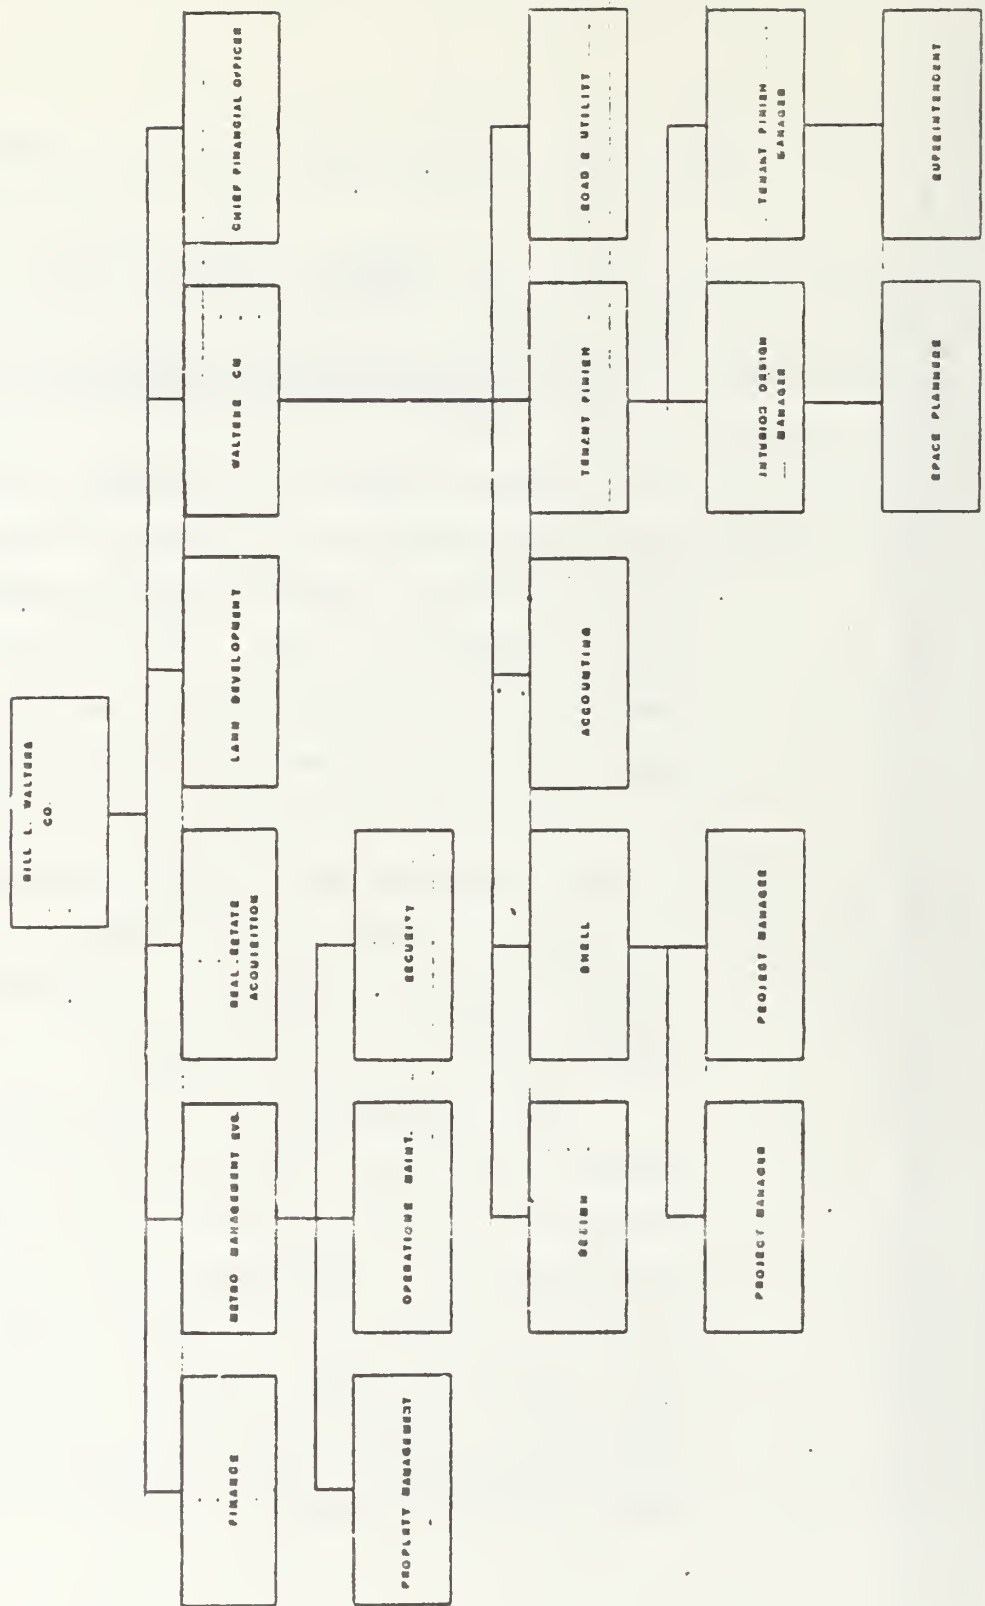 BILL L. WALTERS
CO.
FINANCE
METRO MANAGEMENT SVS.
REAL ESTATE
ACQUISITION
LAND DEVELOPMENT
WALTERS CM
CHIEF FINANCIAL OFFICER
PROPERTY MANAGEMENT
OPERATIONS MAINT.
SECURITY
DESIGN
SHELL
ACCOUNTING
TENANT FINISH
ROAD & UTILITY
PROJECT MANAGER
PROJECT MANAGER
INTERIOR DESIGN
MANAGER
TENANT FINISH
MANAGER
SPACE PLANNERS
SUPERINTENDENT